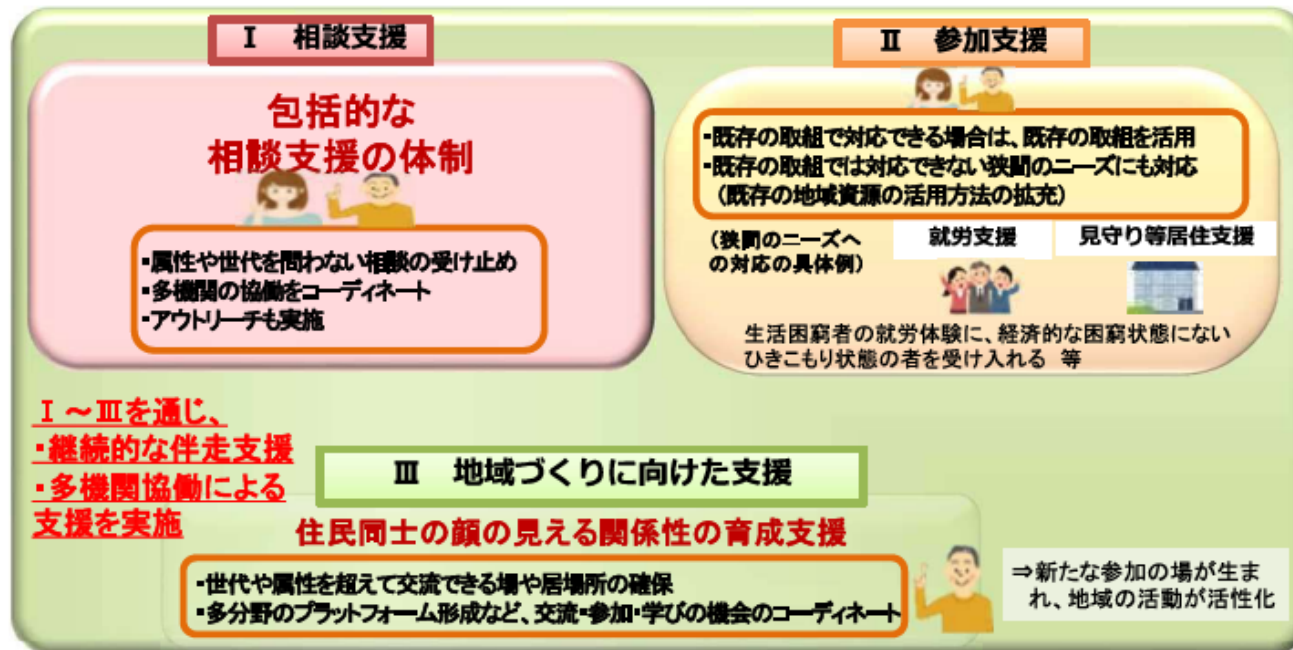 Ⅰ 相談支援
包括的な
相談支援の体制
・属性や世代を問わない相談の受け止め
・多機関の協働をコーディネート
・アウトリーチも実施
Ⅱ 参加支援
・既存の取組で対応できる場合は、既存の取組を活用
・既存の取組では対応できない狭間のニーズにも対応
（既存の地域資源の活用方法の拡充）
（狭間のニーズへ
の対応の具体例）
就労支援
見守り等居住支援
生活困窮者の就労体験に、経済的な困窮状態にない
ひきこもり状態の者を受け入れる 等
Ⅰ～Ⅲを通じ、
・継続的な伴走支援
・多機関協働による
支援を実施
Ⅲ 地域づくりに向けた支援
住民同士の顔の見える関係性の育成支援
・世代や属性を超えて交流できる場や居場所の確保
・多分野のプラットフォーム形成など、交流・参加・学びの機会のコーディネート
⇒新たな参加の場が生ま
れ、地域の活動が活性化